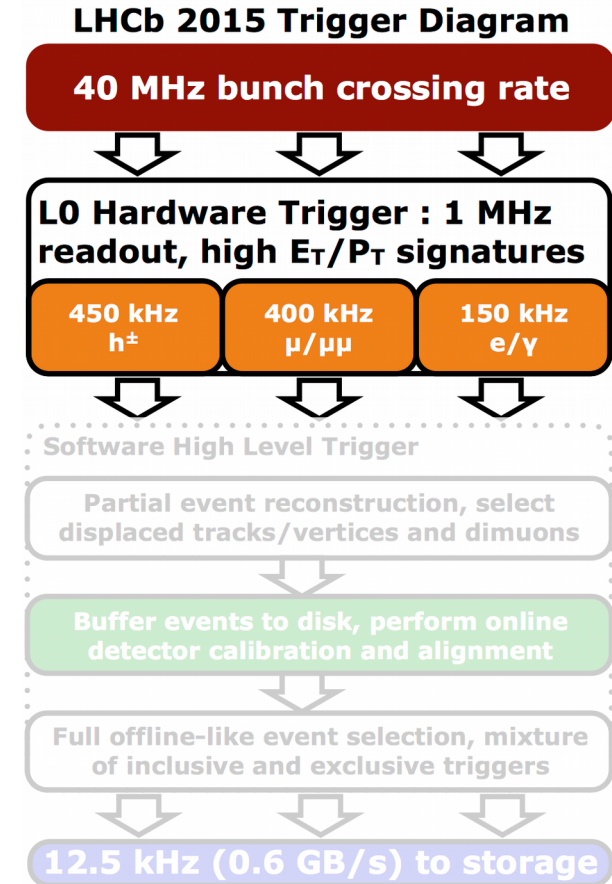 LHCb 2015 Trigger Diagram
40 MHz bunch crossing rate
L0 Hardware Trigger : 1 MHz
readout, high ET/PT signatures
450 kHz
h±
400 kHz
µ/µµ
150 kHz
e/γ
Software High Level Trigger
Partial event reconstruction, select
displaced tracks/vertices and dimuons
Buffer events to disk, perform online
detector calibration and alignment
Full offline-like event selection, mixture
of inclusive and exclusive triggers
12.5 kHz (0.6 GB/s) to storage